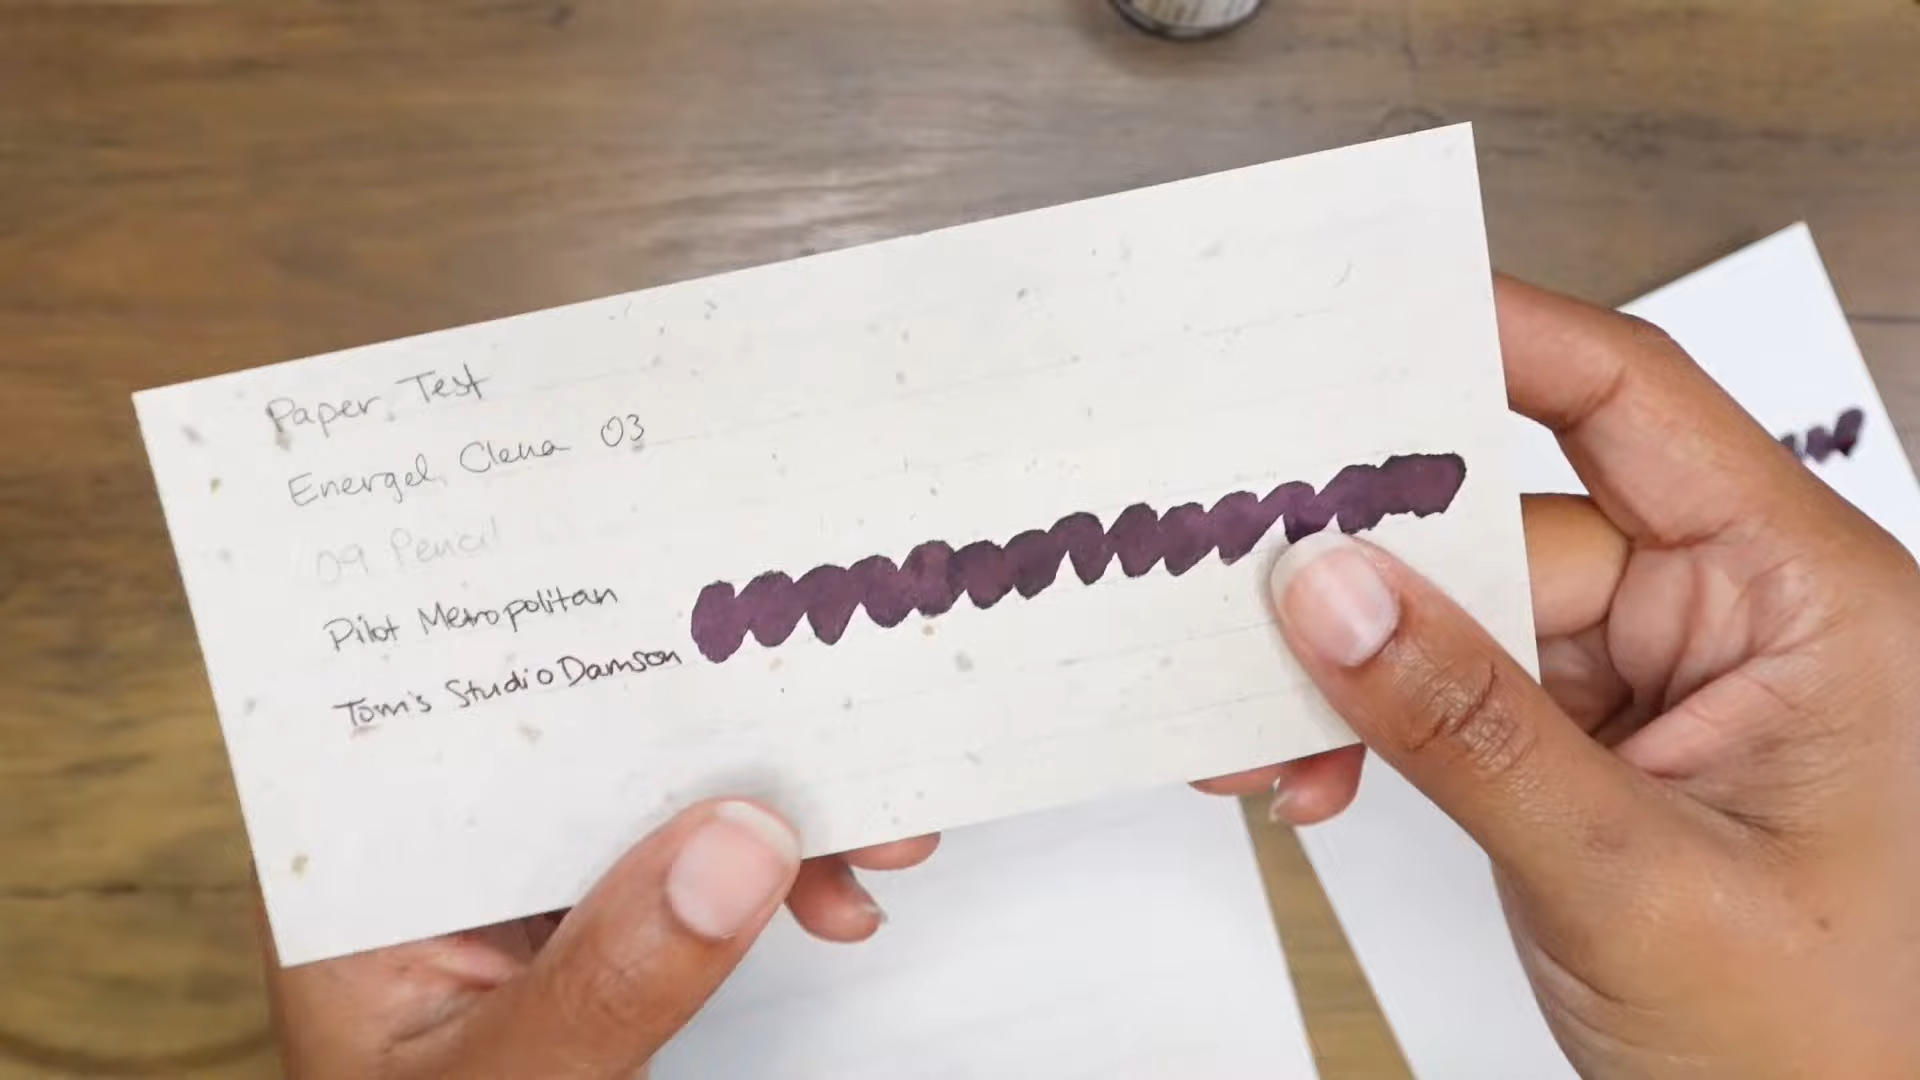 Paper Test
Energel Clena 03
09 Pencil
Pilot Metropolitan
Tom's Studio Damson